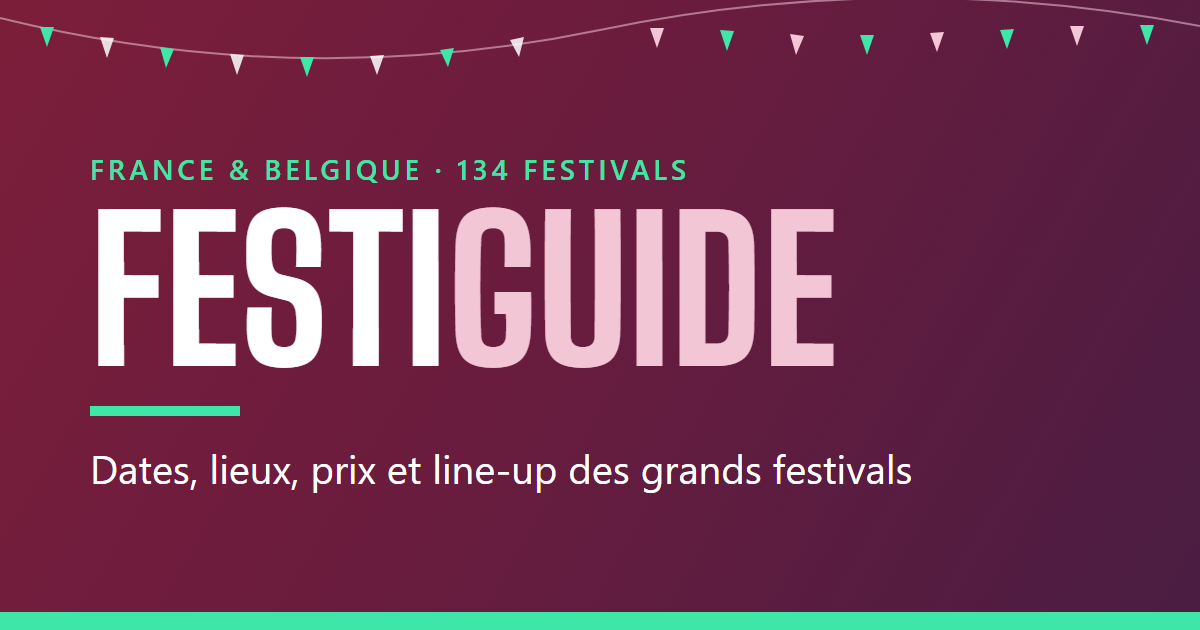 FRANCE & BELGIQUE · 134 FESTIVALS
FESTIGUIDE
Dates, lieux, prix et line-up des grands festivals